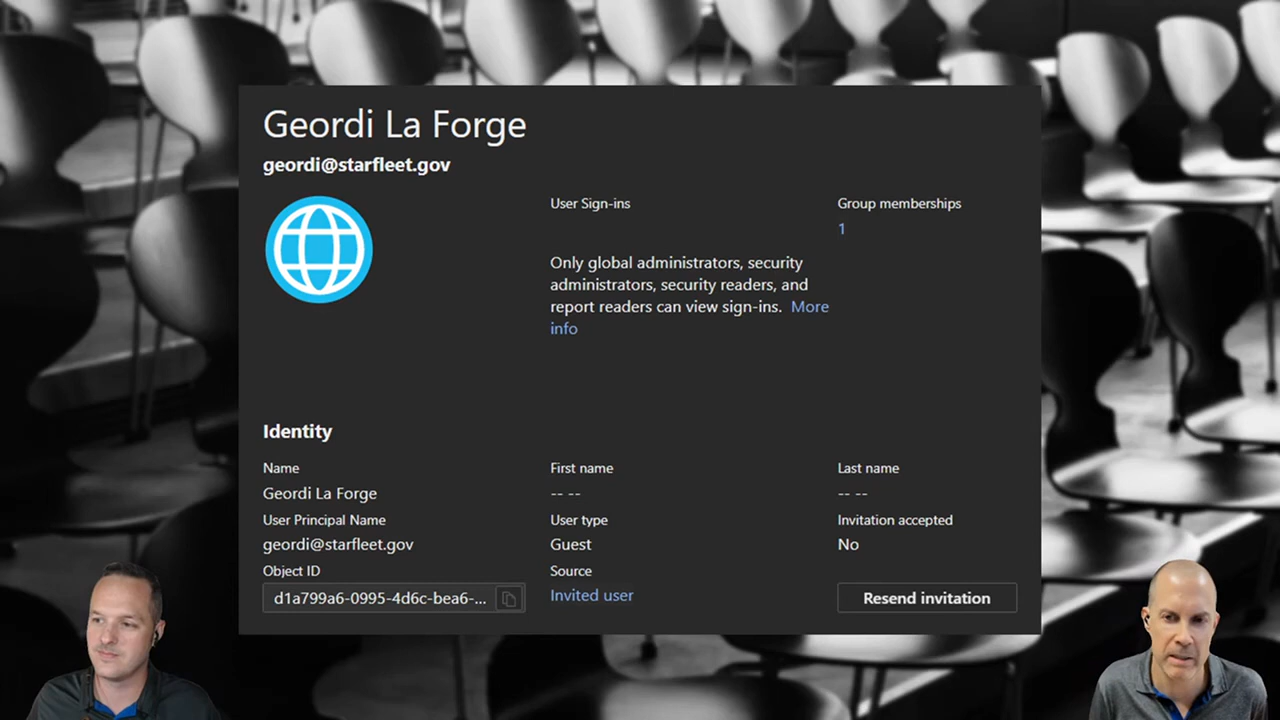 Geordi La Forge
geordi@starfleet.gov
User Sign-ins
Group memberships
1
Only global administrators, security
administrators, security readers, and
report readers can view sign-ins. More
info
Identity
Name
First name
Last name
Geordi La Forge
-- --
-- --
User Principal Name
User type
Invitation accepted
geordi@starfleet.gov
Guest
No
Object ID
Source
d1a799a6-0995-4d6c-bea6-...
Invited user
Resend invitation